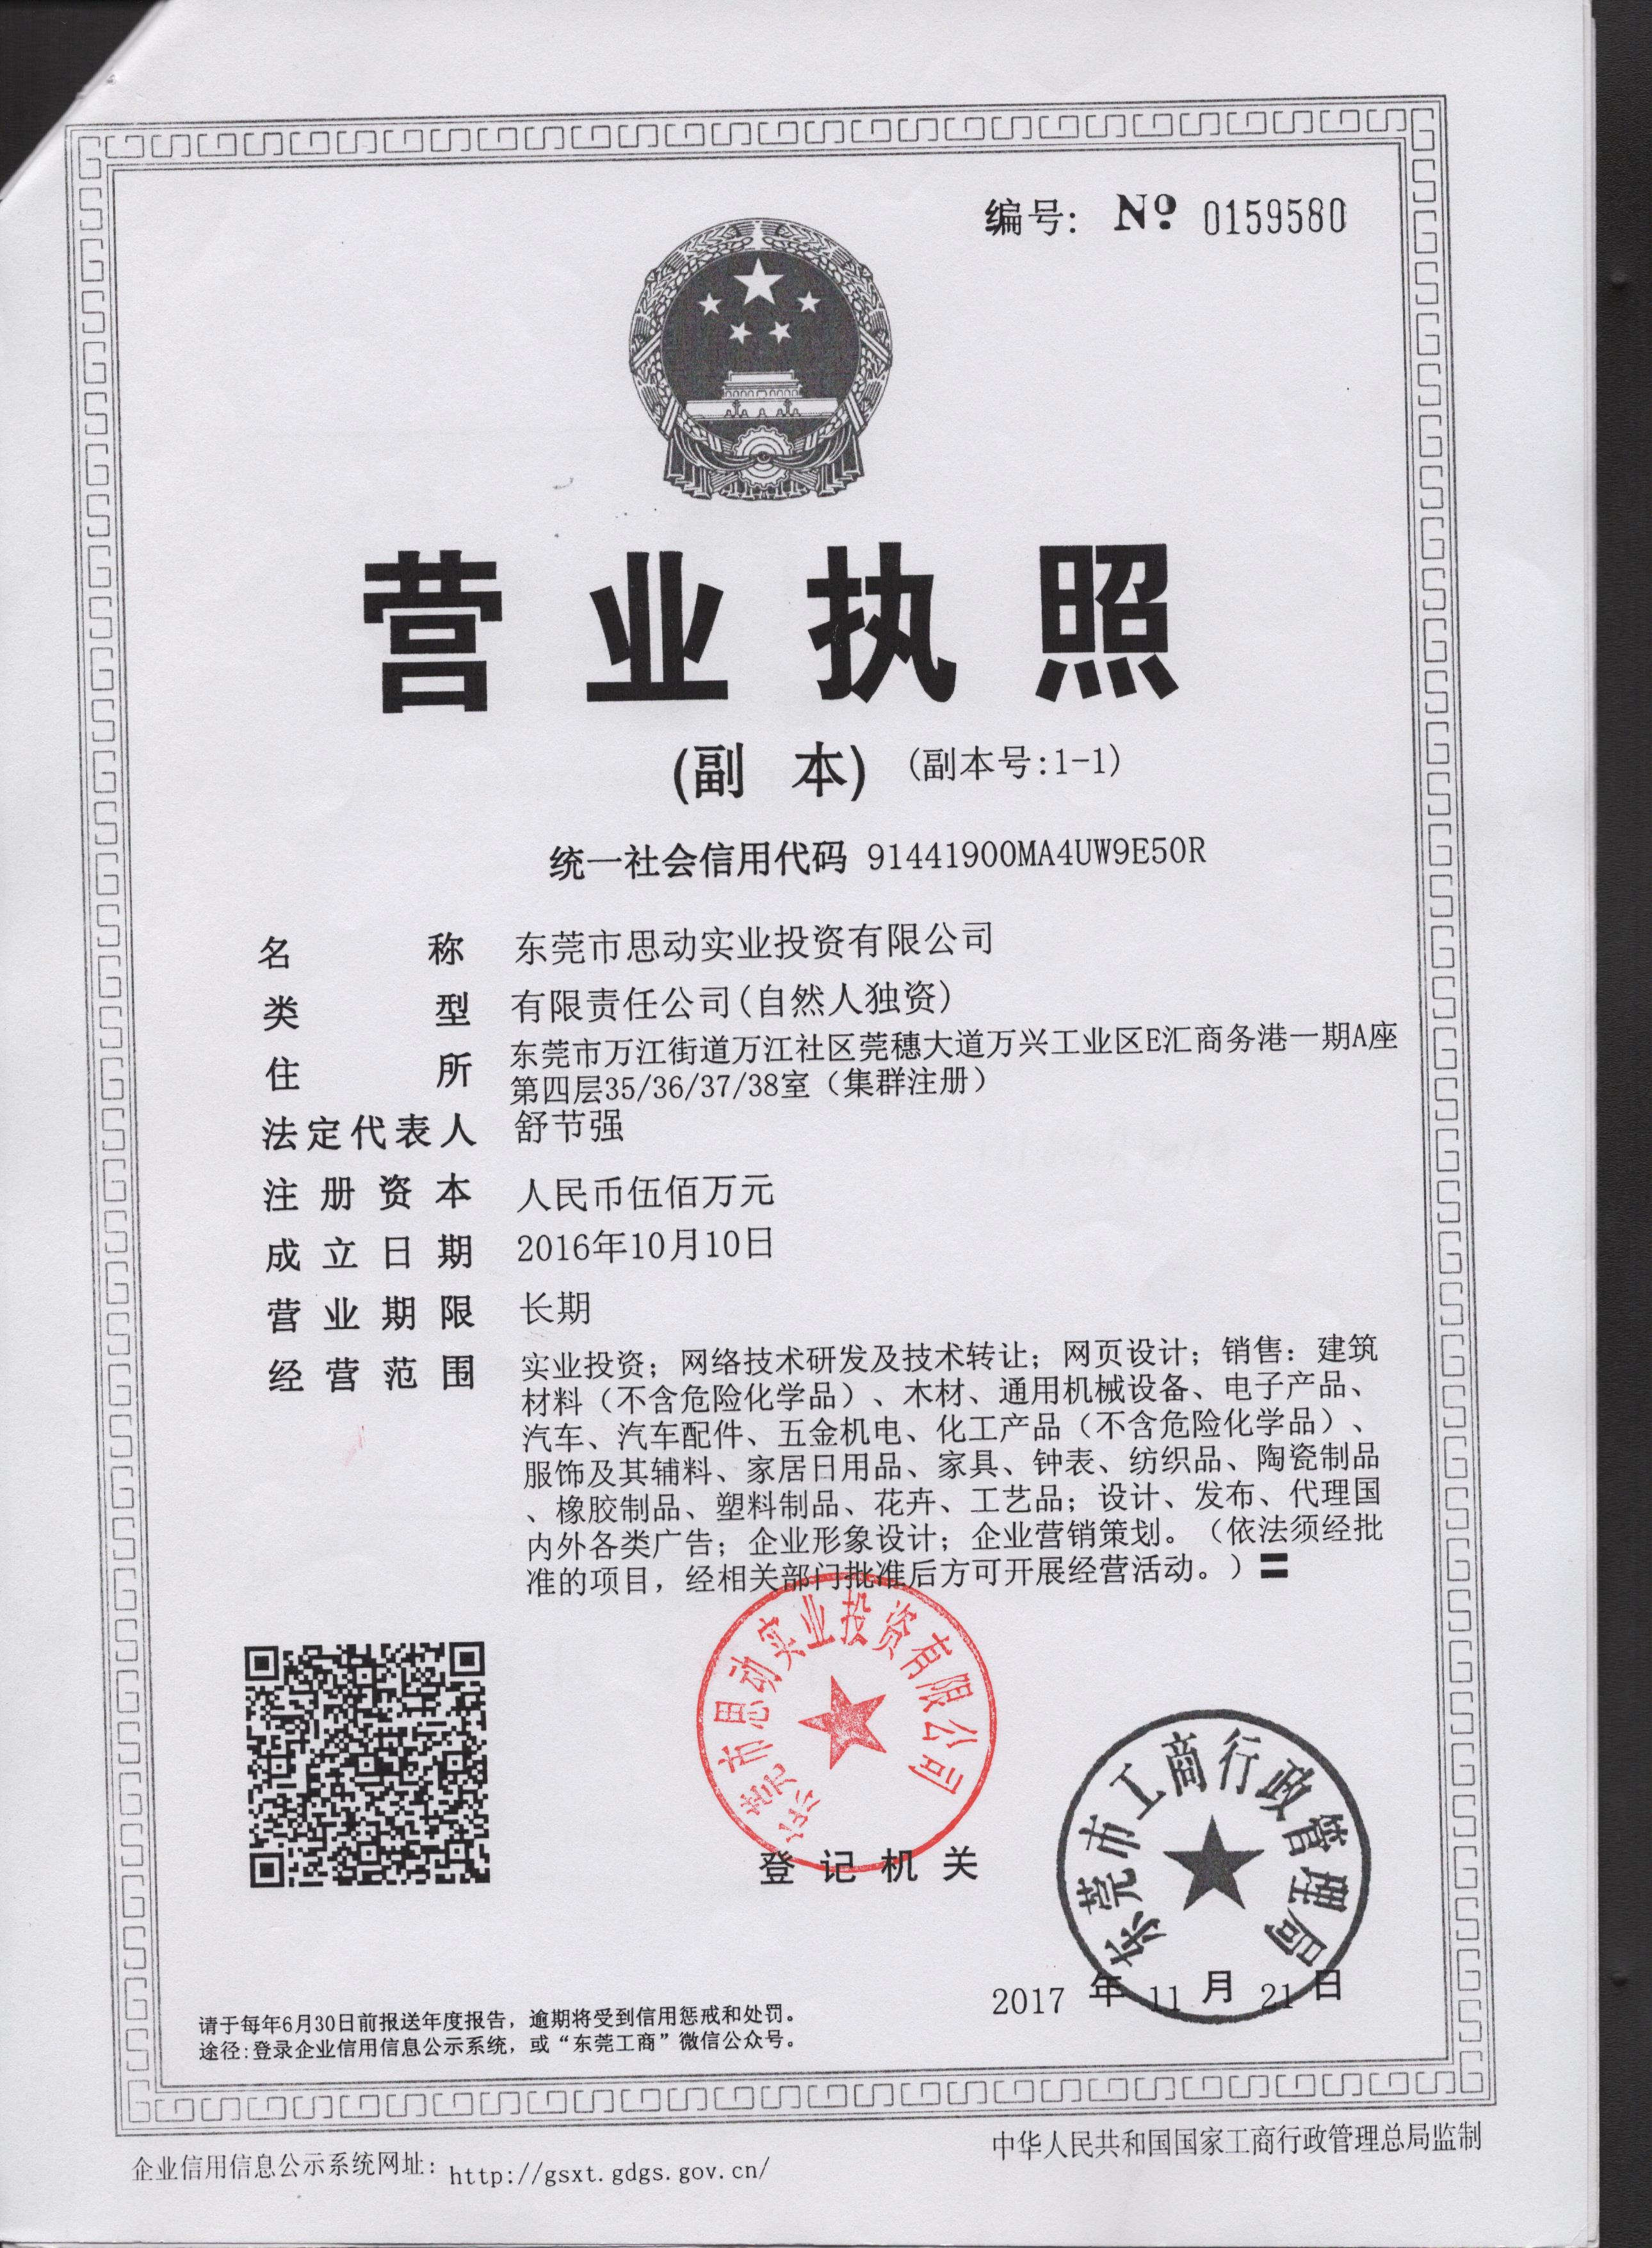 编号: No 0159580
营业执照
(副 本) (副本号:1-1)
统一社会信用代码 91441900MA4UW9E50R
名 称 东莞市思动实业投资有限公司
类 型 有限责任公司(自然人独资)
住 所 东莞市万江街道万江社区莞穗大道万兴工业区E汇商务港一期A座
第四层35/36/37/38室（集群注册）
法定代表人 舒节强
注册资本 人民币伍佰万元
成立日期 2016年10月10日
营业期限 长期
经营范围 实业投资；网络技术研发及技术转让；网页设计；销售：建筑
材料（不含危险化学品）、木材、通用机械设备、电子产品、
汽车、汽车配件、五金机电、化工产品（不含危险化学品）、
服饰及其辅料、家居日用品、家具、钟表、纺织品、陶瓷制品
、橡胶制品、塑料制品、花卉、工艺品；设计、发布、代理国
内外各类广告；企业形象设计；企业营销策划。（依法须经批
准的项目，经相关部门批准后方可开展经营活动。）
东莞市思动实业投资有限公司
登记机关
东莞市工商行政管理局
2017 年 11 月 21 日
请于每年6月30日前报送年度报告，逾期将受到信用惩戒和处罚。
途径:登录企业信用信息公示系统，或“东莞工商”微信公众号。
企业信用信息公示系统网址: http://gsxt.gdgs.gov.cn/
中华人民共和国国家工商行政管理总局监制